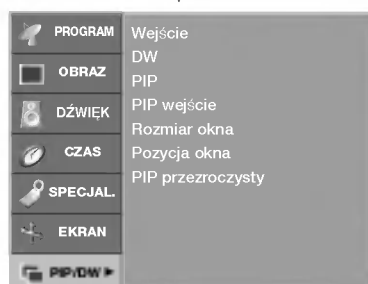 PROGRAM
OBRAZ
DŹWIĘK
CZAS
SPECJAL.
EKRAN
PIP/DW ►
Wejście
DW
PIP
PIP wejście
Rozmiar okna
Pozycja okna
PIP przezroczysty